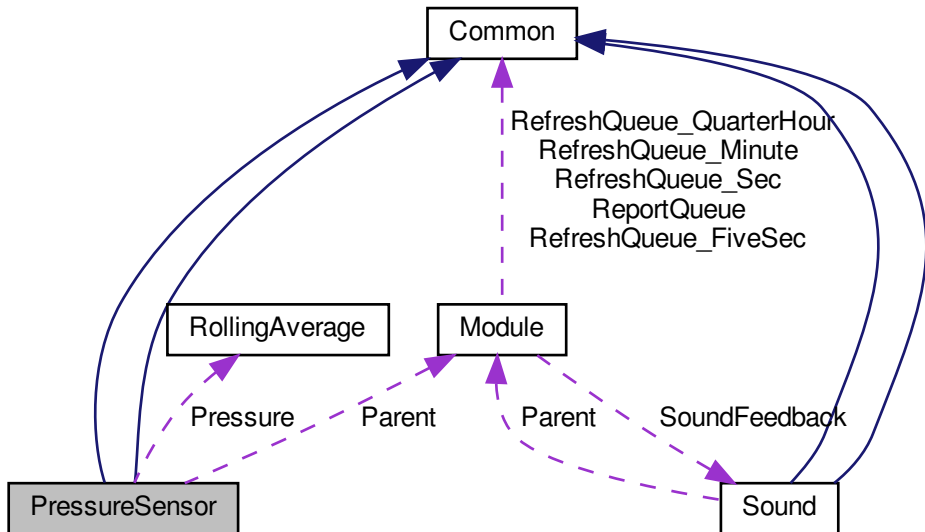 Common
RefreshQueue_QuarterHour
RefreshQueue_Minute
RefreshQueue_Sec
ReportQueue
RefreshQueue_FiveSec
RollingAverage
Module
Pressure
Parent
Parent
SoundFeedback
PressureSensor
Sound